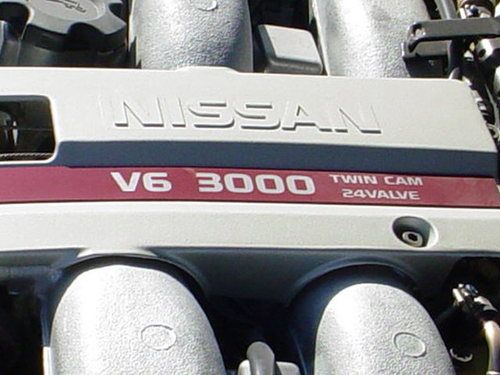 NISSAN
V6 3000 TWIN CAM
24VALVE